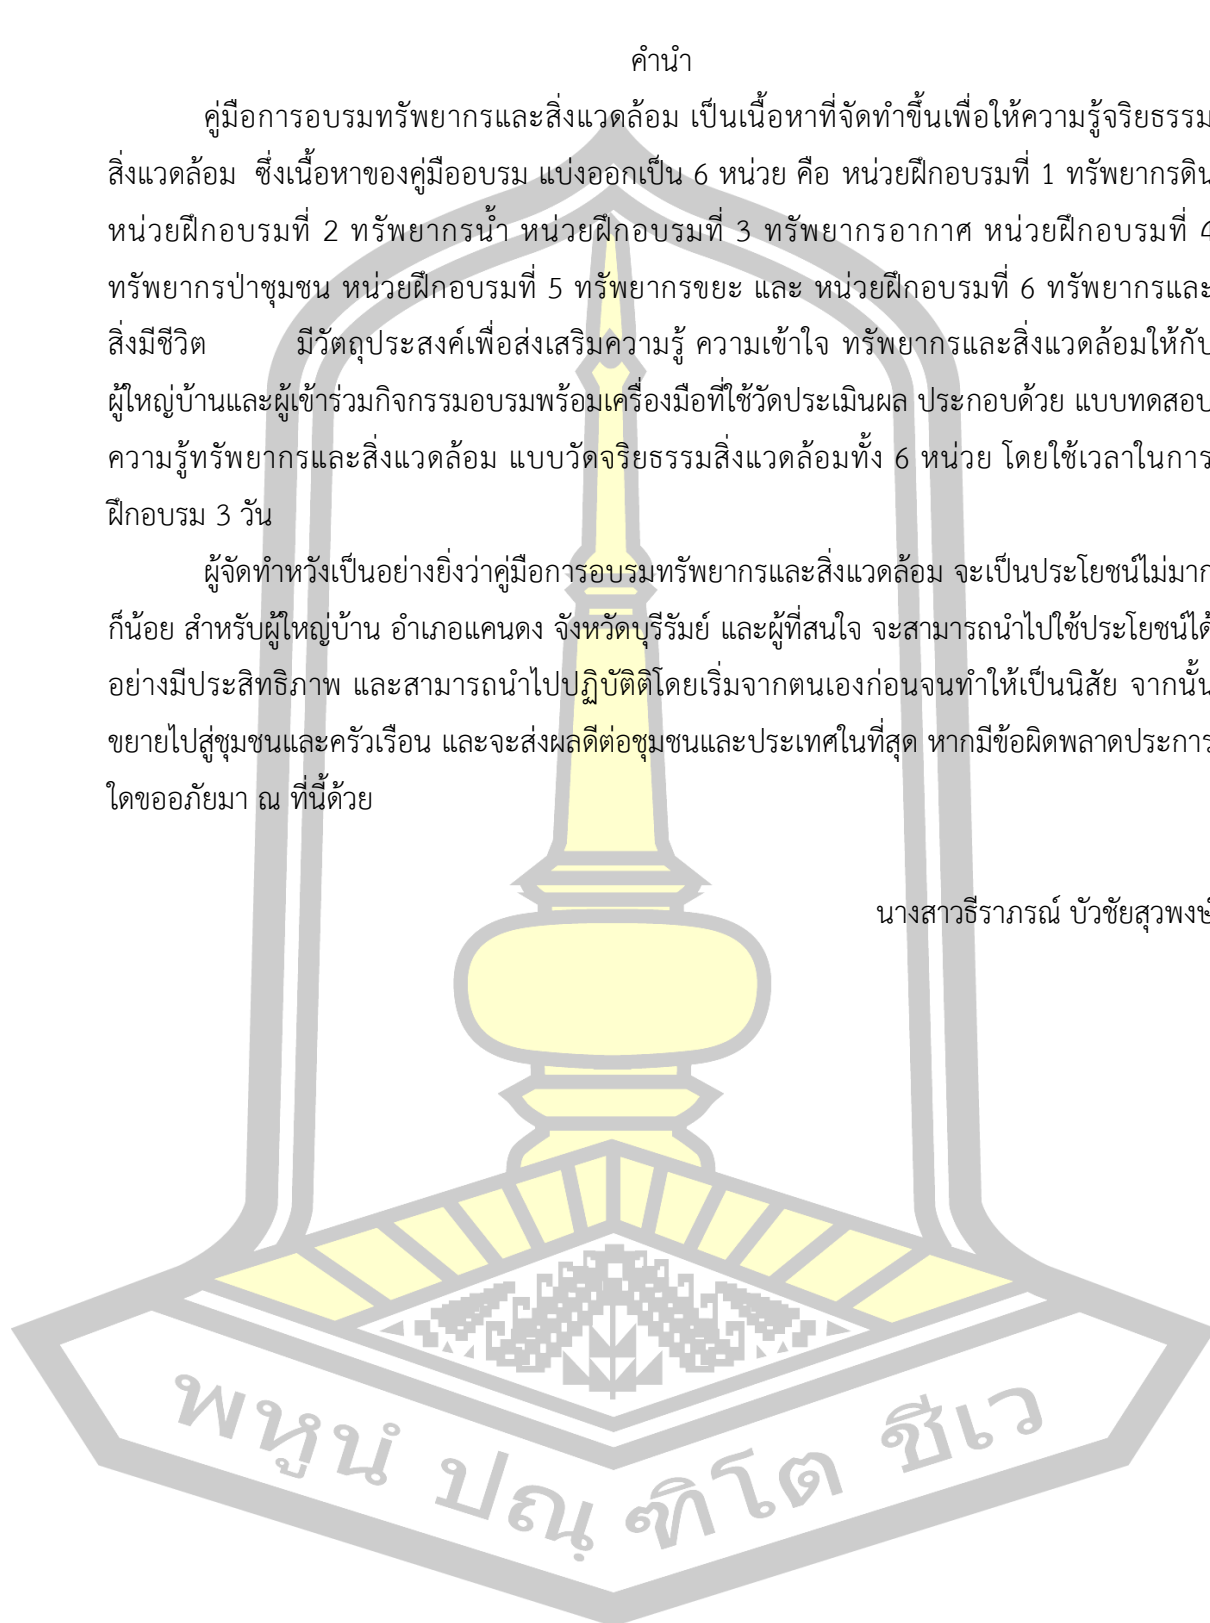 คำนำ
คู่มือการอบรมทรัพยากรและสิ่งแวดล้อม เป็นเนื้อหาที่จัดทำขึ้นเพื่อให้ความรู้จริยธรรม
สิ่งแวดล้อม ซึ่งเนื้อหาของคู่มืออบรม แบ่งออกเป็น 6 หน่วย คือ หน่วยฝึกอบรมที่ 1 ทรัพยากรดิน
หน่วยฝึกอบรมที่ 2 ทรัพยากรน้ำ หน่วยฝึกอบรมที่ 3 ทรัพยากรอากาศ หน่วยฝึกอบรมที่ 4
ทรัพยากรป่าชุมชน หน่วยฝึกอบรมที่ 5 ทรัพยากรขยะ และ หน่วยฝึกอบรมที่ 6 ทรัพยากรและ
สิ่งมีชีวิต มีวัตถุประสงค์เพื่อส่งเสริมความรู้ ความเข้าใจ ทรัพยากรและสิ่งแวดล้อมให้กับ
ผู้ใหญ่บ้านและผู้เข้าร่วมกิจกรรมอบรมพร้อมเครื่องมือที่ใช้วัดประเมินผล ประกอบด้วย แบบทดสอบ
ความรู้ทรัพยากรและสิ่งแวดล้อม แบบวัดจริยธรรมสิ่งแวดล้อมทั้ง 6 หน่วย โดยใช้เวลาในการ
ฝึกอบรม 3 วัน
ผู้จัดทำหวังเป็นอย่างยิ่งว่าคู่มือการอบรมทรัพยากรและสิ่งแวดล้อม จะเป็นประโยชน์ไม่มาก
ก็น้อย สำหรับผู้ใหญ่บ้าน อำเภอแคนดง จังหวัดบุรีรัมย์ และผู้ที่สนใจ จะสามารถนำไปใช้ประโยชน์ได้
อย่างมีประสิทธิภาพ และสามารถนำไปปฏิบัติติโดยเริ่มจากตนเองก่อนจนทำให้เป็นนิสัย จากนั้น
ขยายไปสู่ชุมชนและครัวเรือน และจะส่งผลดีต่อชุมชนและประเทศในที่สุด หากมีข้อผิดพลาดประการ
ใดขออภัยมา ณ ที่นี้ด้วย
นางสาวธีราภรณ์ บัวชัยสุวพงษ์
พหูนํ ปณฺ ฑิโต ชีเว